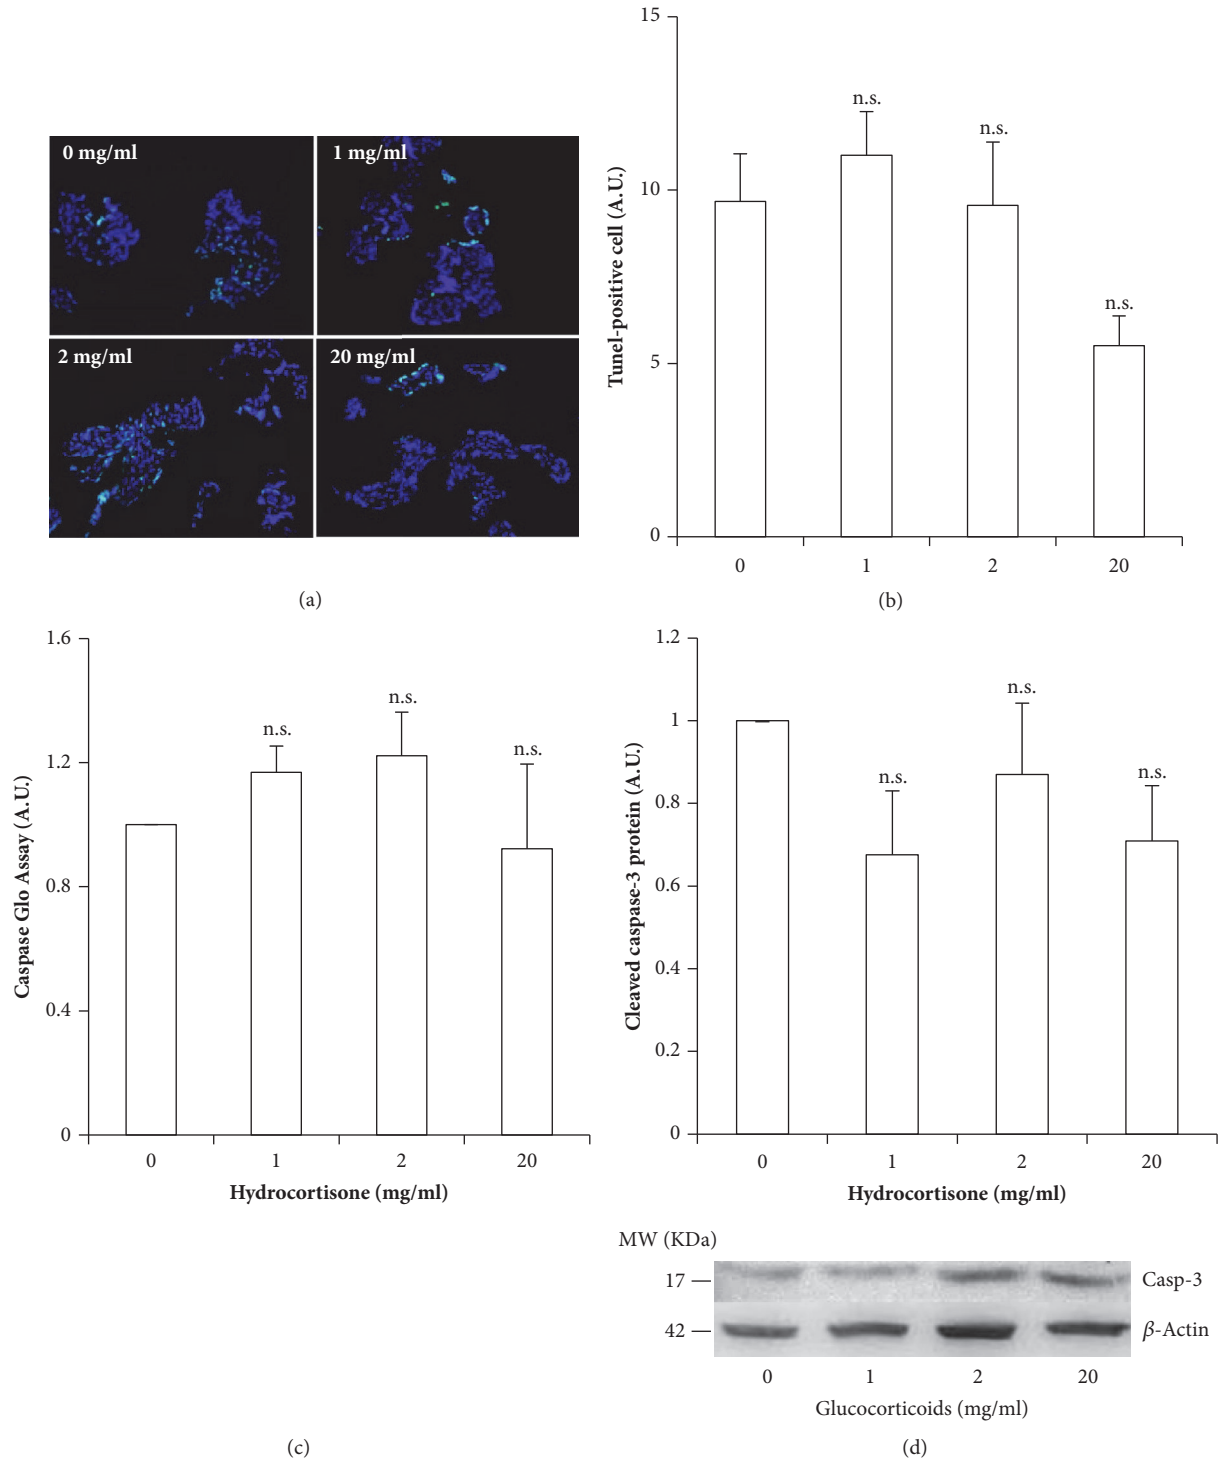 0 mg/ml
1 mg/ml
2 mg/ml
20 mg/ml
(a)
Tunel-positive cell (A.U.)
15
10
5
0
n.s.
n.s.
n.s.
0 1 2 20
(b)
Caspase Glo Assay (A.U.)
1.6
1.2
0.8
0.4
0
n.s.
n.s.
n.s.
0 1 2 20
Hydrocortisone (mg/ml)
(c)
Cleaved caspase-3 protein (A.U.)
1.2
1
0.8
0.6
0.4
0.2
0
n.s.
n.s.
n.s.
0 1 2 20
Hydrocortisone (mg/ml)
MW (KDa)
17 Casp-3
42 β-Actin
0 1 2 20
Glucocorticoids (mg/ml)
(d)